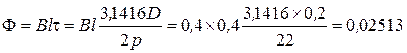 Φ = Blτ = Bl 3,1416D / 2p = 0,4 × 0,4 3,1416 × 0,2 / 22 = 0,02513